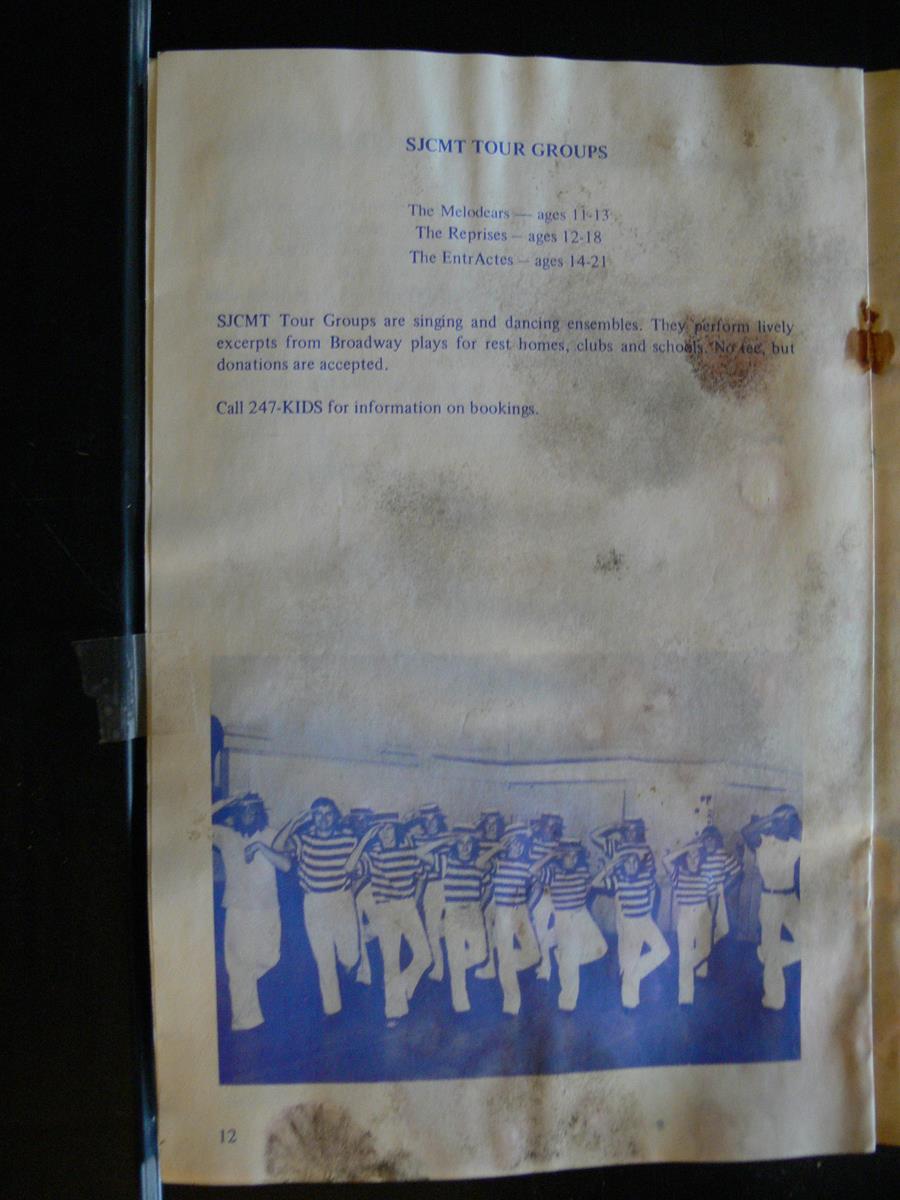 SJCMT TOUR GROUPS
The Melodears — ages 11-13
The Reprises – ages 12-18
The EntrActes – ages 14-21
SJCMT Tour Groups are singing and dancing ensembles. They perform lively
excerpts from Broadway plays for rest homes, clubs and schools. No fee, but
donations are accepted.
Call 247-KIDS for information on bookings.
12